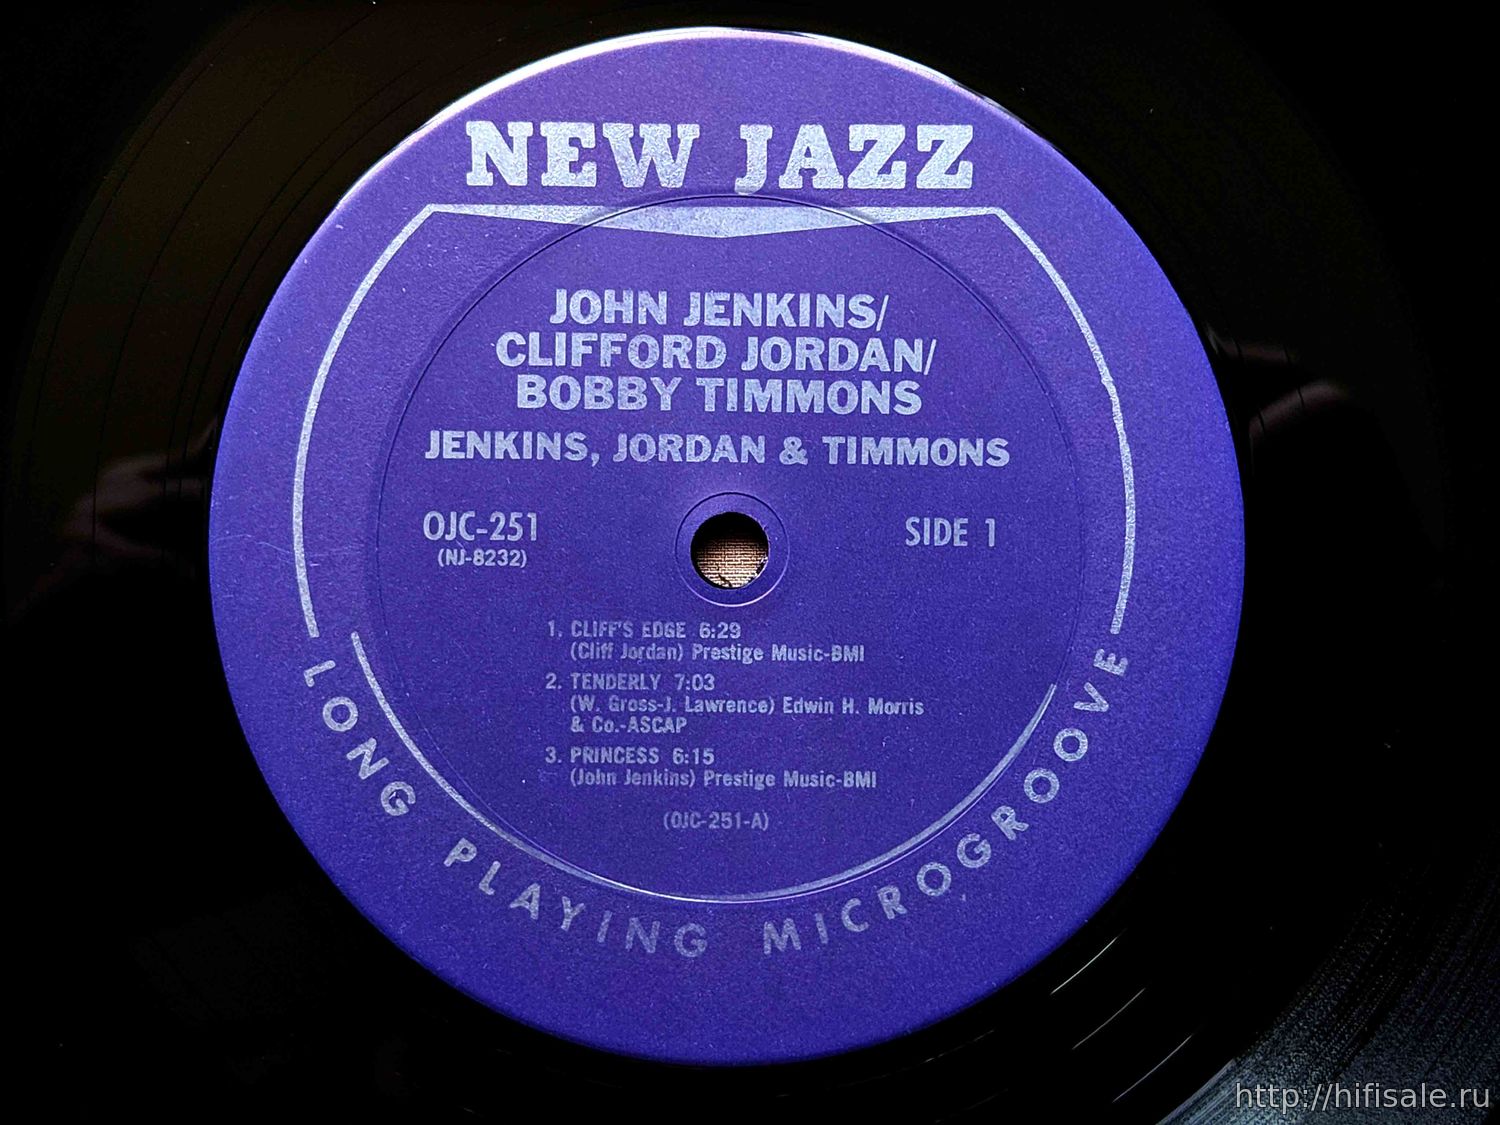 NEW JAZZ
JOHN JENKINS/
CLIFFORD JORDAN/
BOBBY TIMMONS
JENKINS, JORDAN & TIMMONS
OJC-251
(NJ-8232)
SIDE 1
1. CLIFF'S EDGE 6:29
(Cliff Jordan) Prestige Music-BMI
2. TENDERLY 7:03
(W. Gross-J. Lawrence) Edwin H. Morris
& Co.-ASCAP
3. PRINCESS 6:15
(John Jenkins) Prestige Music-BMI
(OJC-251-A)
LONG PLAYING MICROGROOVE
http://hifisale.ru